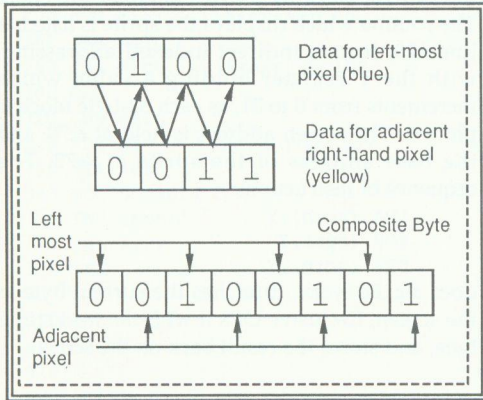 0 1 0 0
Data for left-most
pixel (blue)
0 0 1 1
Data for adjacent
right-hand pixel
(yellow)
Left
most
pixel
Composite Byte
0 0 1 0 0 1 0 1
Adjacent
pixel